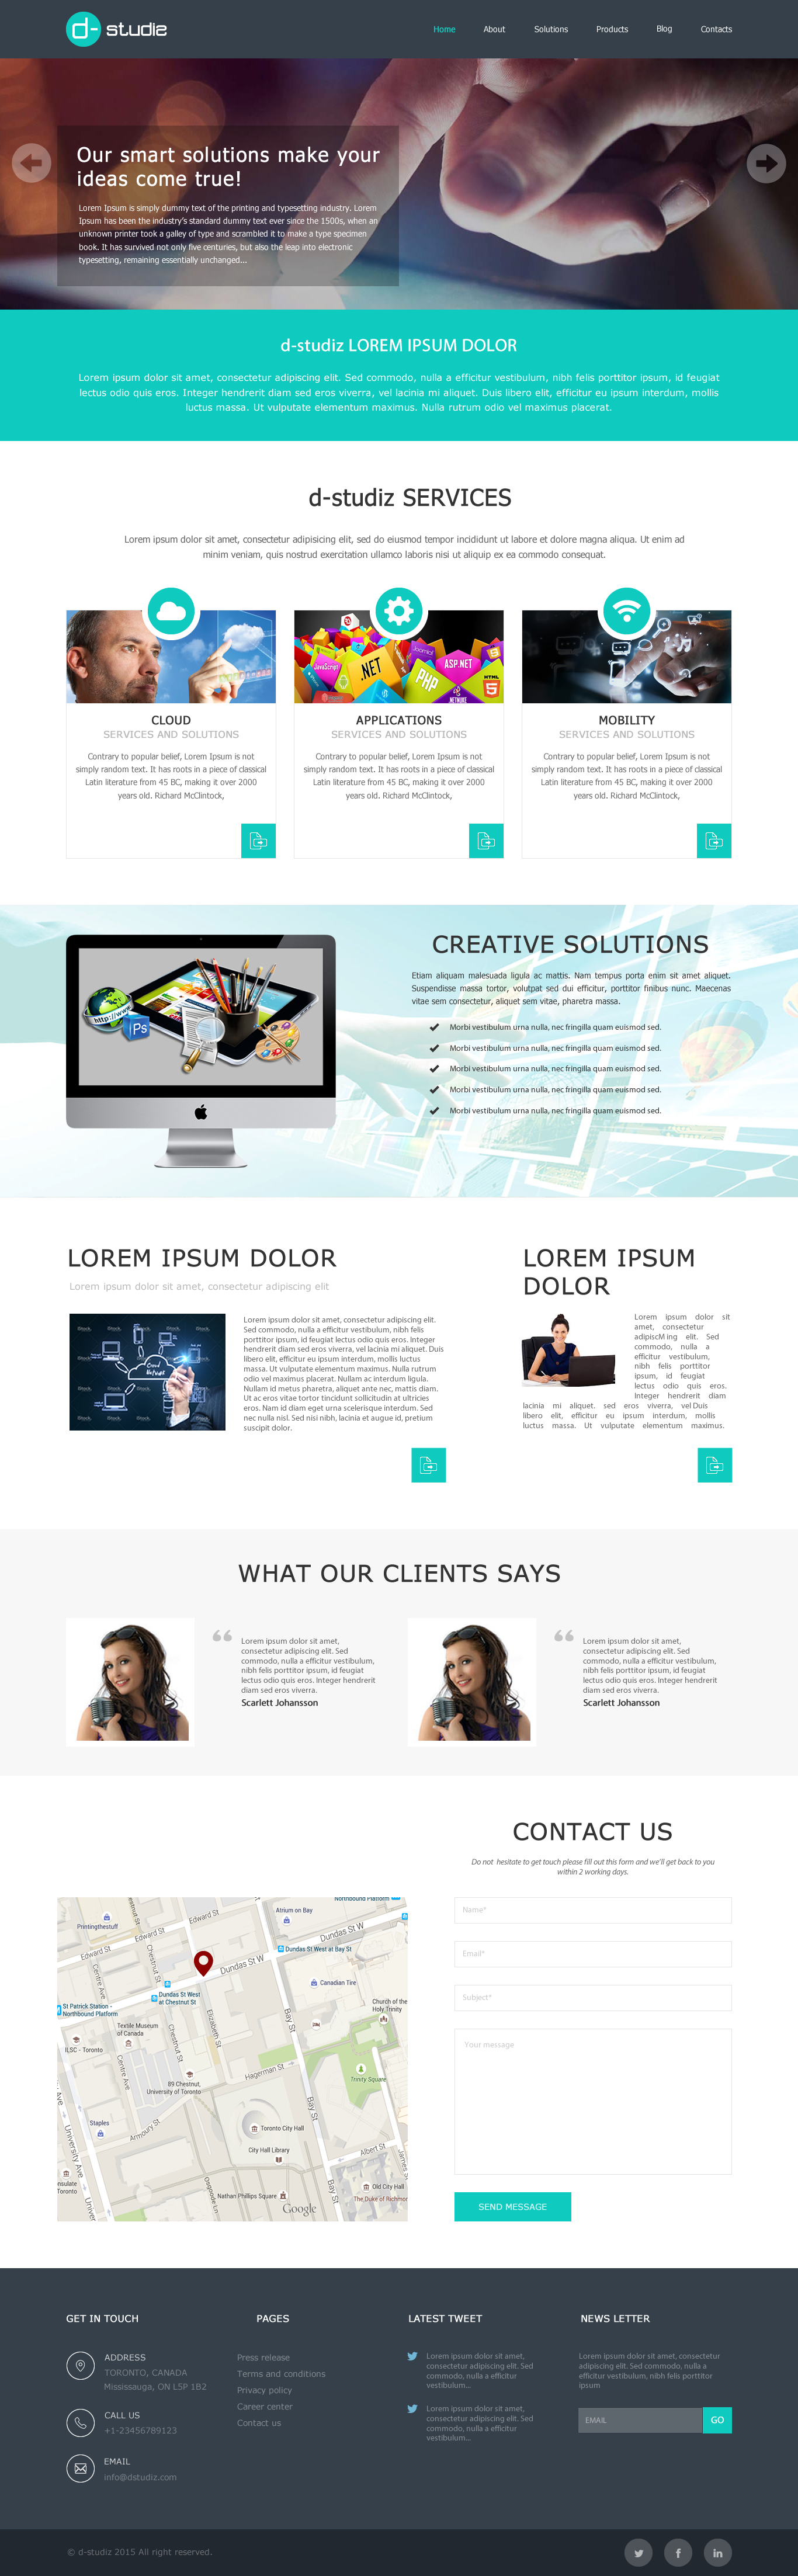 d- studiz
Home About Solutions Products Blog Contacts
Our smart solutions make your
ideas come true!
Lorem Ipsum is simply dummy text of the printing and typesetting industry. Lorem
Ipsum has been the industry's standard dummy text ever since the 1500s, when an
unknown printer took a galley of type and scrambled it to make a type specimen
book. It has survived not only five centuries, but also the leap into electronic
typesetting, remaining essentially unchanged...
d-studiz LOREM IPSUM DOLOR
Lorem ipsum dolor sit amet, consectetur adipiscing elit. Sed commodo, nulla a efficitur vestibulum, nibh felis porttitor ipsum, id feugiat
lectus odio quis eros. Integer hendrerit diam sed eros viverra, vel lacinia mi aliquet. Duis libero elit, efficitur eu ipsum interdum, mollis
luctus massa. Ut vulputate elementum maximus. Nulla rutrum odio vel maximus placerat.
d-studiz SERVICES
Lorem ipsum dolor sit amet, consectetur adipisicing elit, sed do eiusmod tempor incididunt ut labore et dolore magna aliqua. Ut enim ad
minim veniam, quis nostrud exercitation ullamco laboris nisi ut aliquip ex ea commodo consequat.
CLOUD
SERVICES AND SOLUTIONS
Contrary to popular belief, Lorem Ipsum is not
simply random text. It has roots in a piece of classical
Latin literature from 45 BC, making it over 2000
years old. Richard McClintock,
JavaScript
.NET
Joomla!
PHP
ASP.NET
HTML
5
APPLICATIONS
SERVICES AND SOLUTIONS
Contrary to popular belief, Lorem Ipsum is not
simply random text. It has roots in a piece of classical
Latin literature from 45 BC, making it over 2000
years old. Richard McClintock,
MOBILITY
SERVICES AND SOLUTIONS
Contrary to popular belief, Lorem Ipsum is not
simply random text. It has roots in a piece of classical
Latin literature from 45 BC, making it over 2000
years old. Richard McClintock,
http://www
Ps
CREATIVE SOLUTIONS
Etiam aliquam malesuada ligula ac mattis. Nam tempus porta enim sit amet aliquet.
Suspendisse massa tortor, volutpat sed dui efficitur, porttitor finibus nunc. Maecenas
vitae sem consectetur, aliquet sem vitae, pharetra massa.
Morbi vestibulum urna nulla, nec fringilla quam euismod sed.
Morbi vestibulum urna nulla, nec fringilla quam euismod sed.
Morbi vestibulum urna nulla, nec fringilla quam euismod sed.
Morbi vestibulum urna nulla, nec fringilla quam euismod sed.
Morbi vestibulum urna nulla, nec fringilla quam euismod sed.
LOREM IPSUM DOLOR
Lorem ipsum dolor sit amet, consectetur adipiscing elit
Lorem ipsum dolor sit amet, consectetur adipiscing elit.
Sed commodo, nulla a efficitur vestibulum, nibh felis
porttitor ipsum, id feugiat lectus odio quis eros. Integer
hendrerit diam sed eros viverra, vel lacinia mi aliquet. Duis
libero elit, efficitur eu ipsum interdum, mollis luctus
massa. Ut vulputate elementum maximus. Nulla rutrum
odio vel maximus placerat. Nullam ac interdum ligula.
Nullam id metus pharetra, aliquet ante nec, mattis diam.
Ut ac eros vitae tortor tincidunt sollicitudin at ultricies
eros. Nam id diam eget urna scelerisque interdum. Sed
nec nulla nisl. Sed nisi nibh, lacinia et augue id, pretium
suscipit dolor.
LOREM IPSUM
DOLOR
Lorem ipsum dolor sit
amet, consectetur
adipiscM ing elit. Sed
commodo, nulla a
efficitur vestibulum,
nibh felis porttitor
ipsum, id feugiat
lectus odio quis eros.
Integer hendrerit diam
lacinia mi aliquet. sed eros viverra, vel Duis
libero elit, efficitur eu ipsum interdum, mollis
luctus massa. Ut vulputate elementum maximus.
WHAT OUR CLIENTS SAYS
Lorem ipsum dolor sit amet,
consectetur adipiscing elit. Sed
commodo, nulla a efficitur vestibulum,
nibh felis porttitor ipsum, id feugiat
lectus odio quis eros. Integer hendrerit
diam sed eros viverra.
Scarlett Johansson
Lorem ipsum dolor sit amet,
consectetur adipiscing elit. Sed
commodo, nulla a efficitur vestibulum,
nibh felis porttitor ipsum, id feugiat
lectus odio quis eros. Integer hendrerit
diam sed eros viverra.
Scarlett Johansson
CONTACT US
Do not hesitate to get touch please fill out this form and we'll get back to you
within 2 working days.
Northbound Platform
Atrium on Bay
Printingthestuff
Edward St
Edward St
Edward St
Dundas St W
Dundas St West at Bay St
Chestnut St
Centre Ave
Canadian Tire
Dundas St West
at Chestnut St
St Patrick Station -
Northbound Platform
Church of the
Holy Trinity
Elizabeth St
Bay St
Textile Museum
of Canada
ILSC - Toronto
Chestnut St
Hagerman St
Trinity Square
89 Chestnut,
University of Toronto
Centre Ave
Bay St
Staples
Armoury St
Toronto City Hall
University Ave
City Hall Library
Albert St
James S
Old City Hall
Nathan Phillips Square
The Duke of Richmor
Bay St
Google
Name*
Email*
Subject*
Your message
SEND MESSAGE
GET IN TOUCH
ADDRESS
TORONTO, CANADA
Mississauga, ON L5P 1B2
CALL US
+1-23456789123
EMAIL
info@dstudiz.com
PAGES
Press release
Terms and conditions
Privacy policy
Career center
Contact us
LATEST TWEET
Lorem ipsum dolor sit amet,
consectetur adipiscing elit. Sed
commodo, nulla a efficitur
vestibulum...
Lorem ipsum dolor sit amet,
consectetur adipiscing elit. Sed
commodo, nulla a efficitur
vestibulum...
NEWS LETTER
Lorem ipsum dolor sit amet, consectetur
adipiscing elit. Sed commodo, nulla a
efficitur vestibulum, nibh felis porttitor
ipsum
EMAIL GO
© d-studiz 2015 All right reserved.